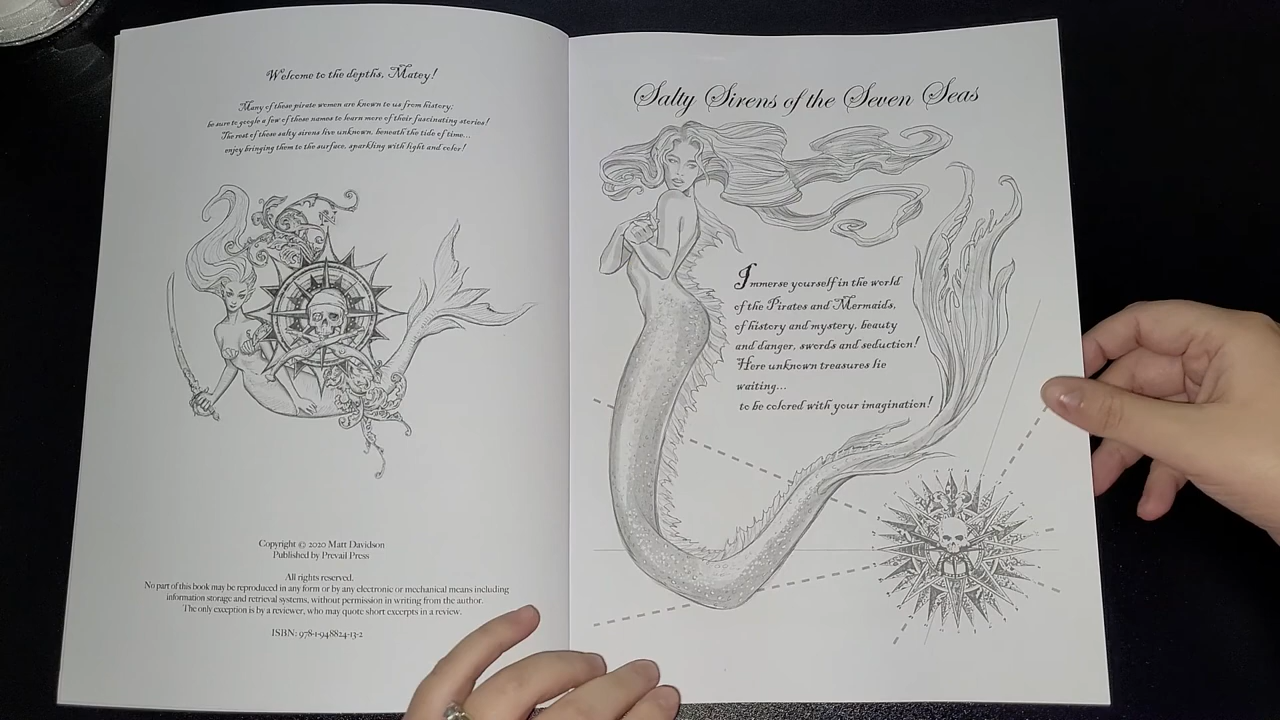 Welcome to the depths, Matey!
Many of these pirate women are known to us from history;
be sure to google a few of these names to learn more of their fascinating stories!
The rest of these salty sirens live unknown, beneath the tide of time...
enjoy bringing them to the surface, sparkling with light and color!
Copyright © 2020 Matt Davidson
Published by Prevail Press
All rights reserved.
No part of this book may be reproduced in any form or by any electronic or mechanical means including
information storage and retrieval systems, without permission in writing from the author.
The only exception is by a reviewer, who may quote short excerpts in a review.
ISBN: 978-1-948824-13-2
Salty Sirens of the Seven Seas
Immerse yourself in the world
of the Pirates and Mermaids,
of history and mystery, beauty
and danger, swords and seduction!
Here unknown treasures lie
waiting...
to be colored with your imagination!